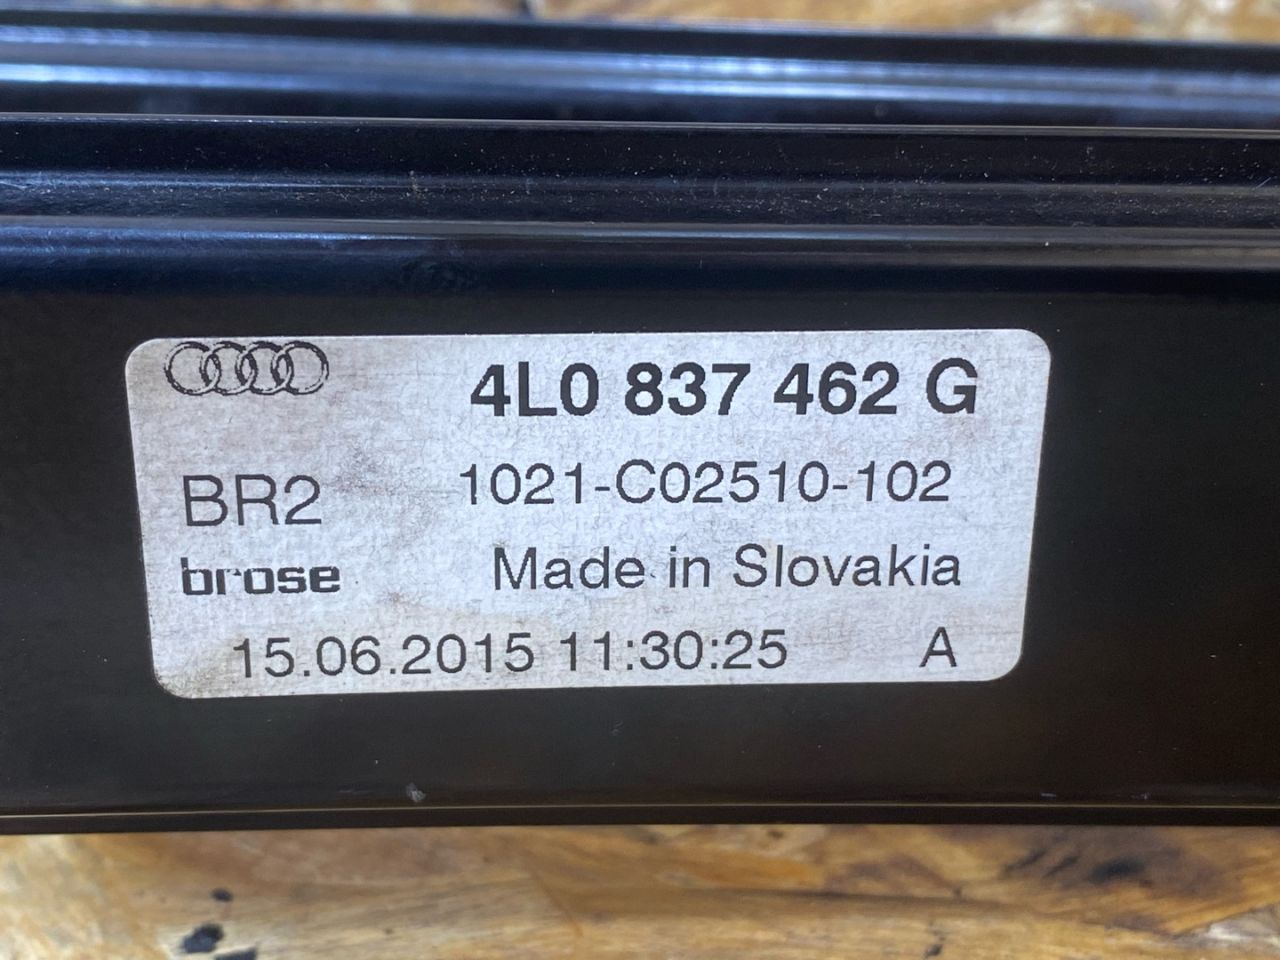 4L0 837 462 G
BR2 1021-C02510-102
brose Made in Slovakia
15.06.2015 11:30:25 A